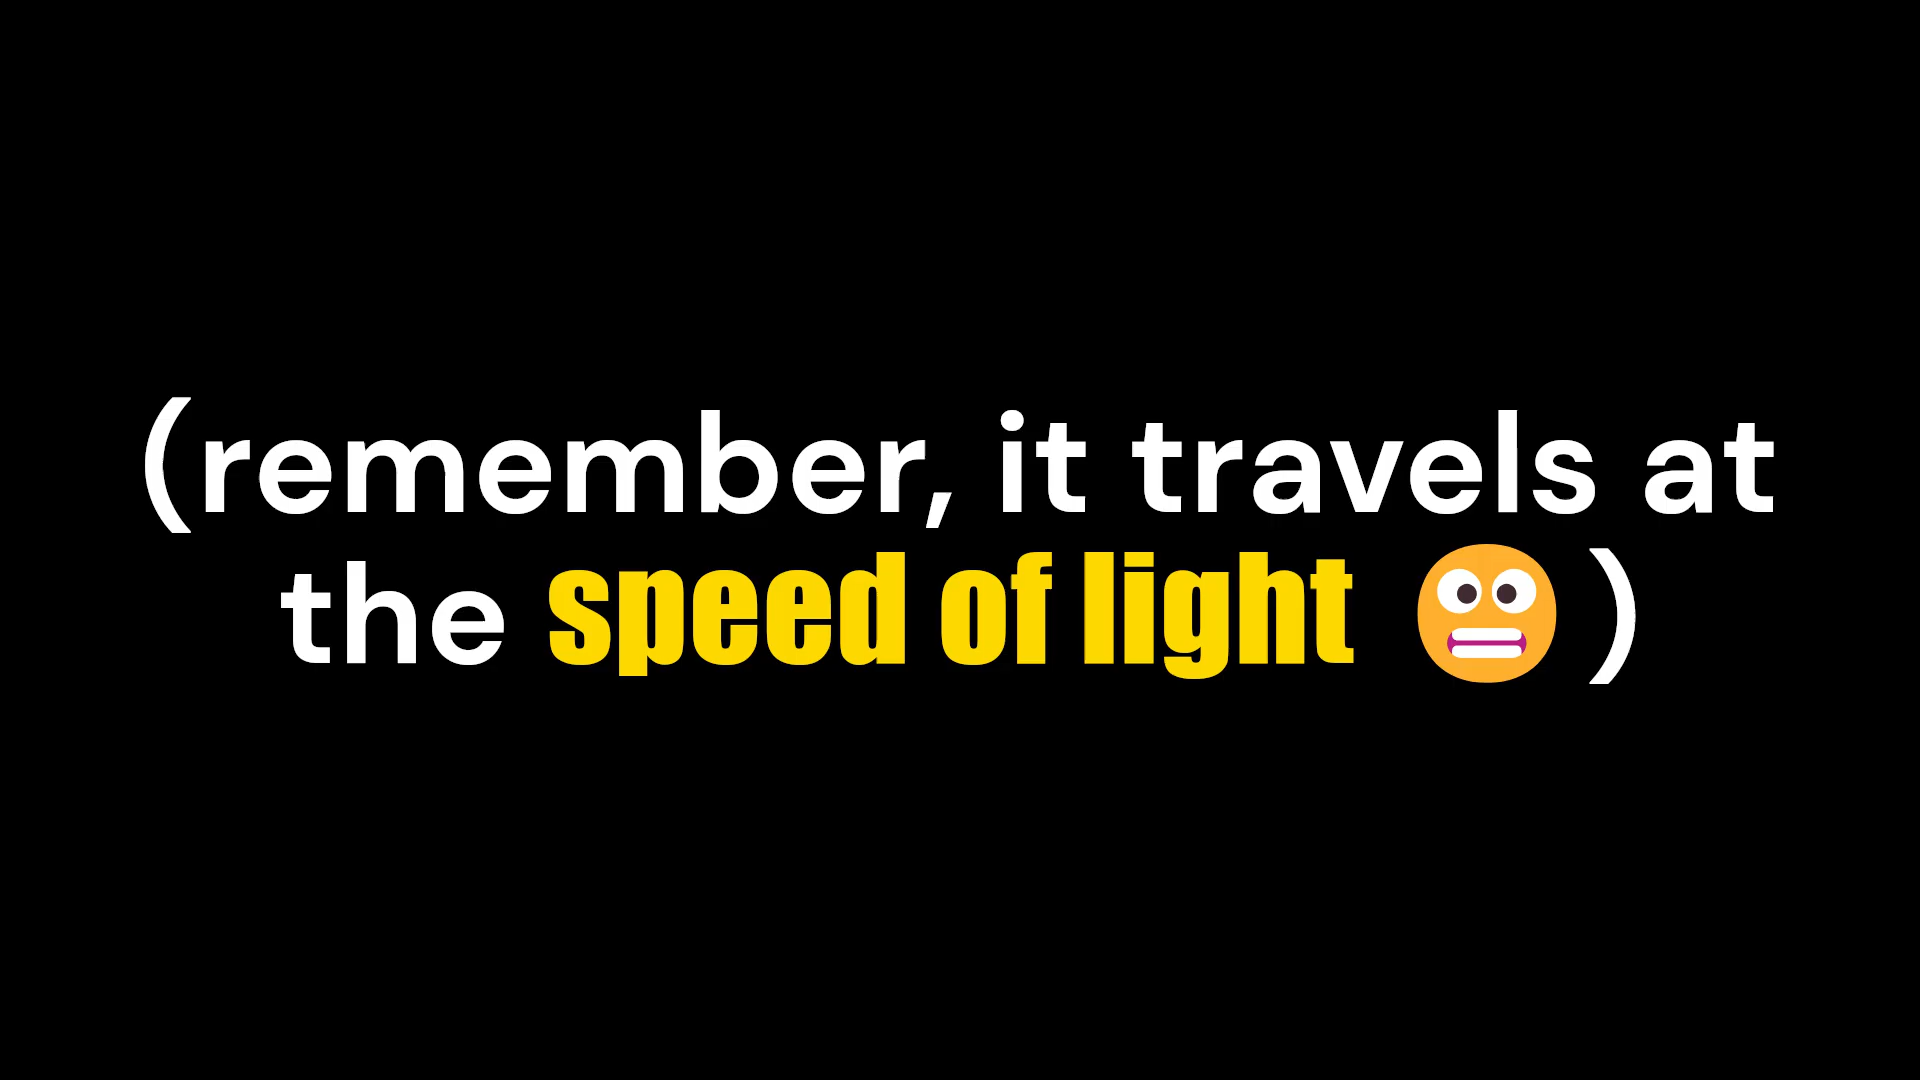 (remember, it travels at
the speed of light 😬)